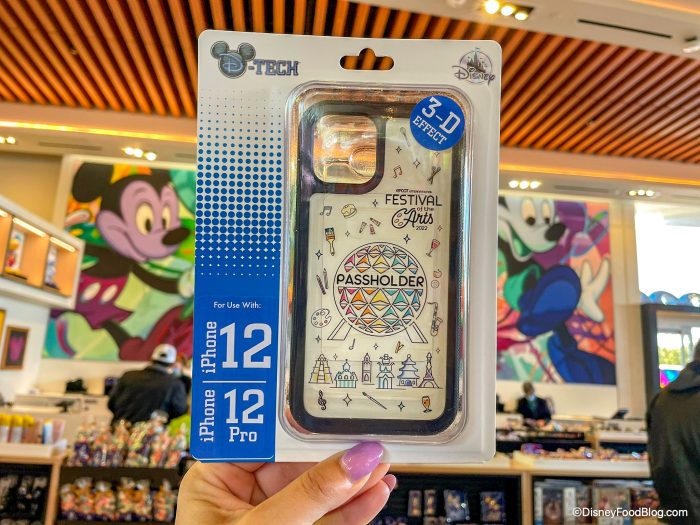 D-TECH
Disney
3-D
EFFECT
EPCOT INTERNATIONAL
FESTIVAL
of the
Arts
2022
PASSHOLDER
For Use With:
iPhone 12
iPhone 12
Pro
©DisneyFoodBlog.com